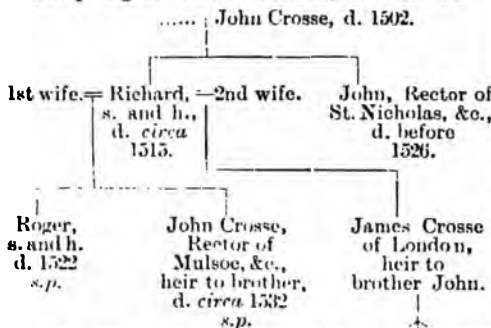 ...... John Crosse, d. 1502.
1st wife.= Richard, =2nd wife. John, Rector of
s. and h., St. Nicholas, &c.,
d. circa d. before
1515. 1526.
Roger, John Crosse, James Crosse
s. and h. Rector of of London,
d. 1522 Mulsoe, &c., heir to
s.p. heir to brother, brother John.
d. circa 1532
s.p.